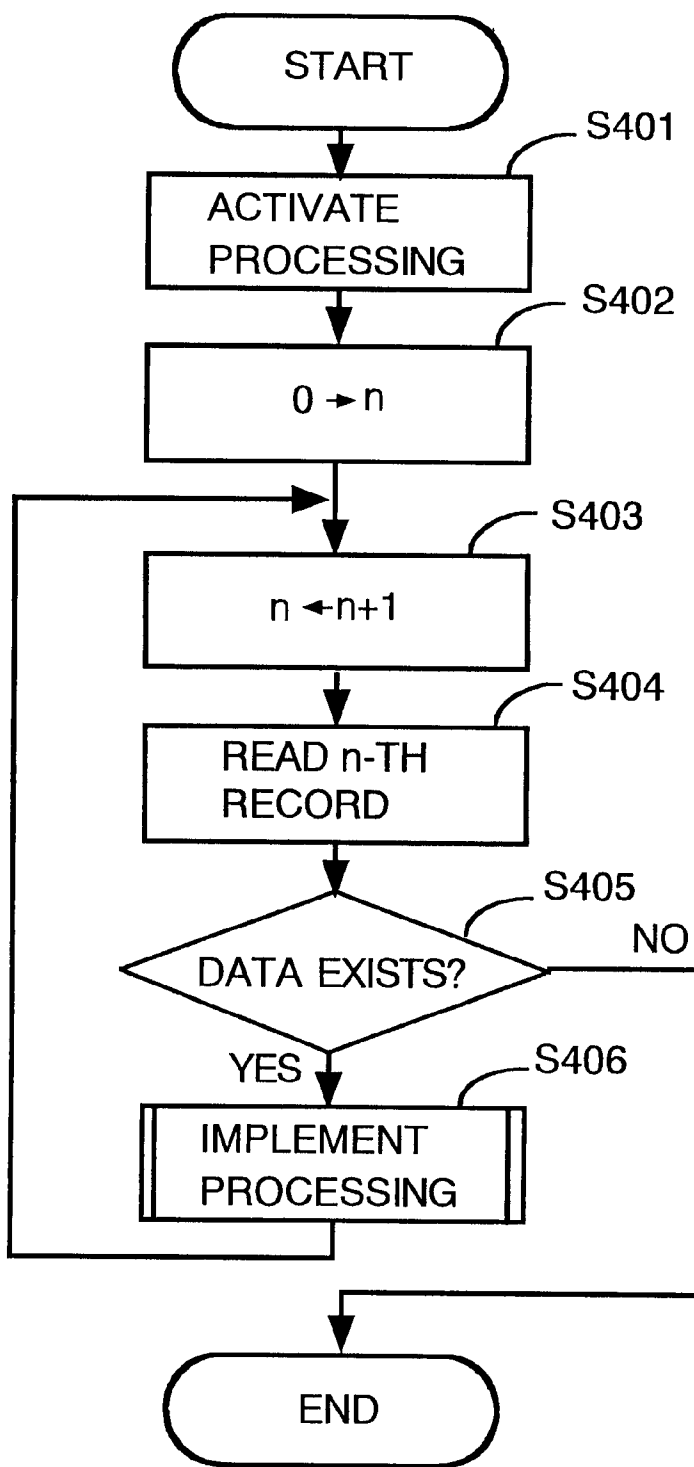 START
S401
ACTIVATE
PROCESSING
S402
0 → n
S403
n ← n+1
S404
READ n-TH
RECORD
S405
DATA EXISTS?
NO
YES
S406
IMPLEMENT
PROCESSING
END